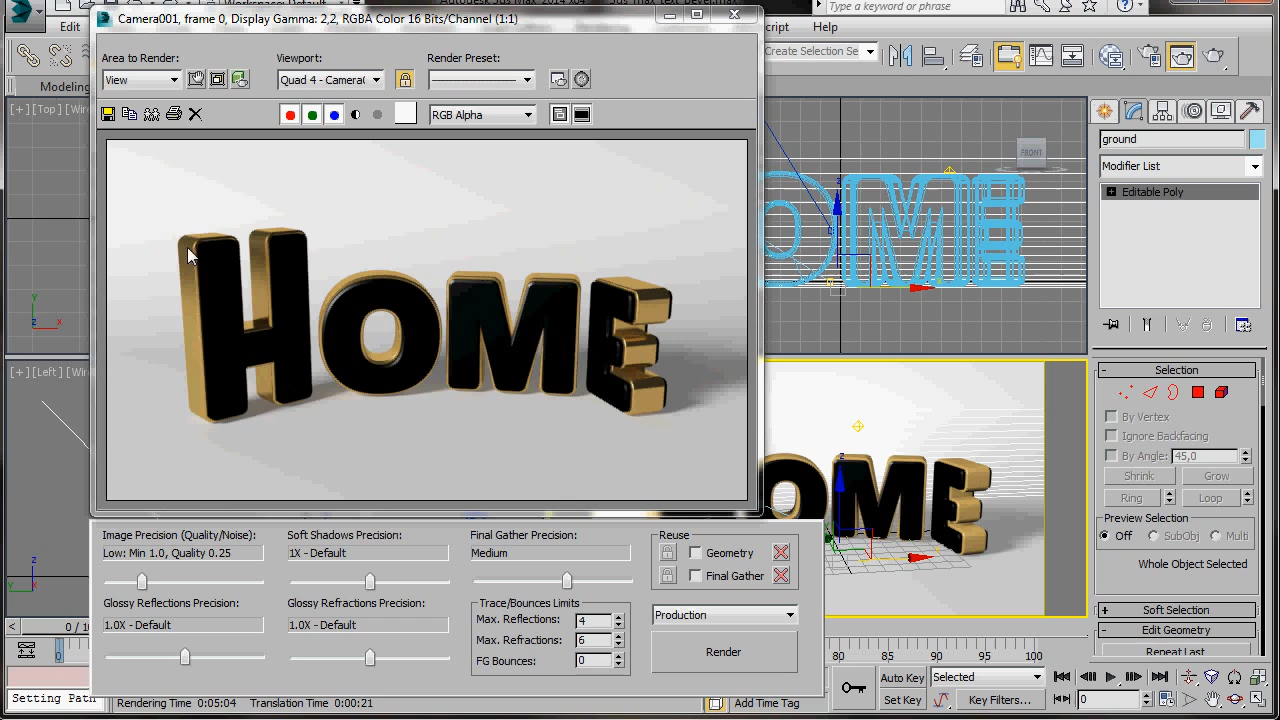 Type a keyword or phrase
Camera001, frame 0, Display Gamma: 2,2, RGBA Color 16 Bits/Channel (1:1)
Edit
cript
Help
Area to Render:
Viewport:
Render Preset:
View
Quad 4 - Camera(
Create Selection Se
Modeling
RGB Alpha
[+] [Top] [Wir
FRONT
ground
Modifier List
Editable Poly
HOME
z
OME
y
z
x
[+] [Left] [Wir
Selection
By Vertex
Ignore Backfacing
By Angle:
45,0
Shrink
Grow
Ring
Loop
Preview Selection
Off
SubObj
Multi
Whole Object Selected
Soft Selection
Edit Geometry
Repeat Last
Image Precision (Quality/Noise):
Soft Shadows Precision:
Final Gather Precision:
Reuse
Low: Min 1.0, Quality 0.25
1X - Default
Medium
Geometry
Final Gather
Glossy Reflections Precision:
Glossy Refractions Precision:
Trace/Bounces Limits
1.0X - Default
1.0X - Default
Max. Reflections:
4
Production
Max. Refractions:
6
Render
FG Bounces:
0
z
y
x
0 / 10
0
80
85
90
95
100
Auto Key
Selected
Set Key
Key Filters...
0
Setting Path
Rendering Time 0:05:04
Translation Time 0:00:21
Add Time Tag